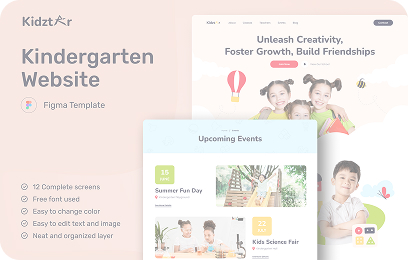 Kidztar
Kindergarten
Website
Figma Template
12 Complete screens
Free font used
Easy to change color
Easy to edit text and image
Neat and organized layer
Kidzt r
Unleash Creativity,
Foster Growth, Build Friendships
Upcoming Events
15
Summer Fun Day
22
Kids Science Fair